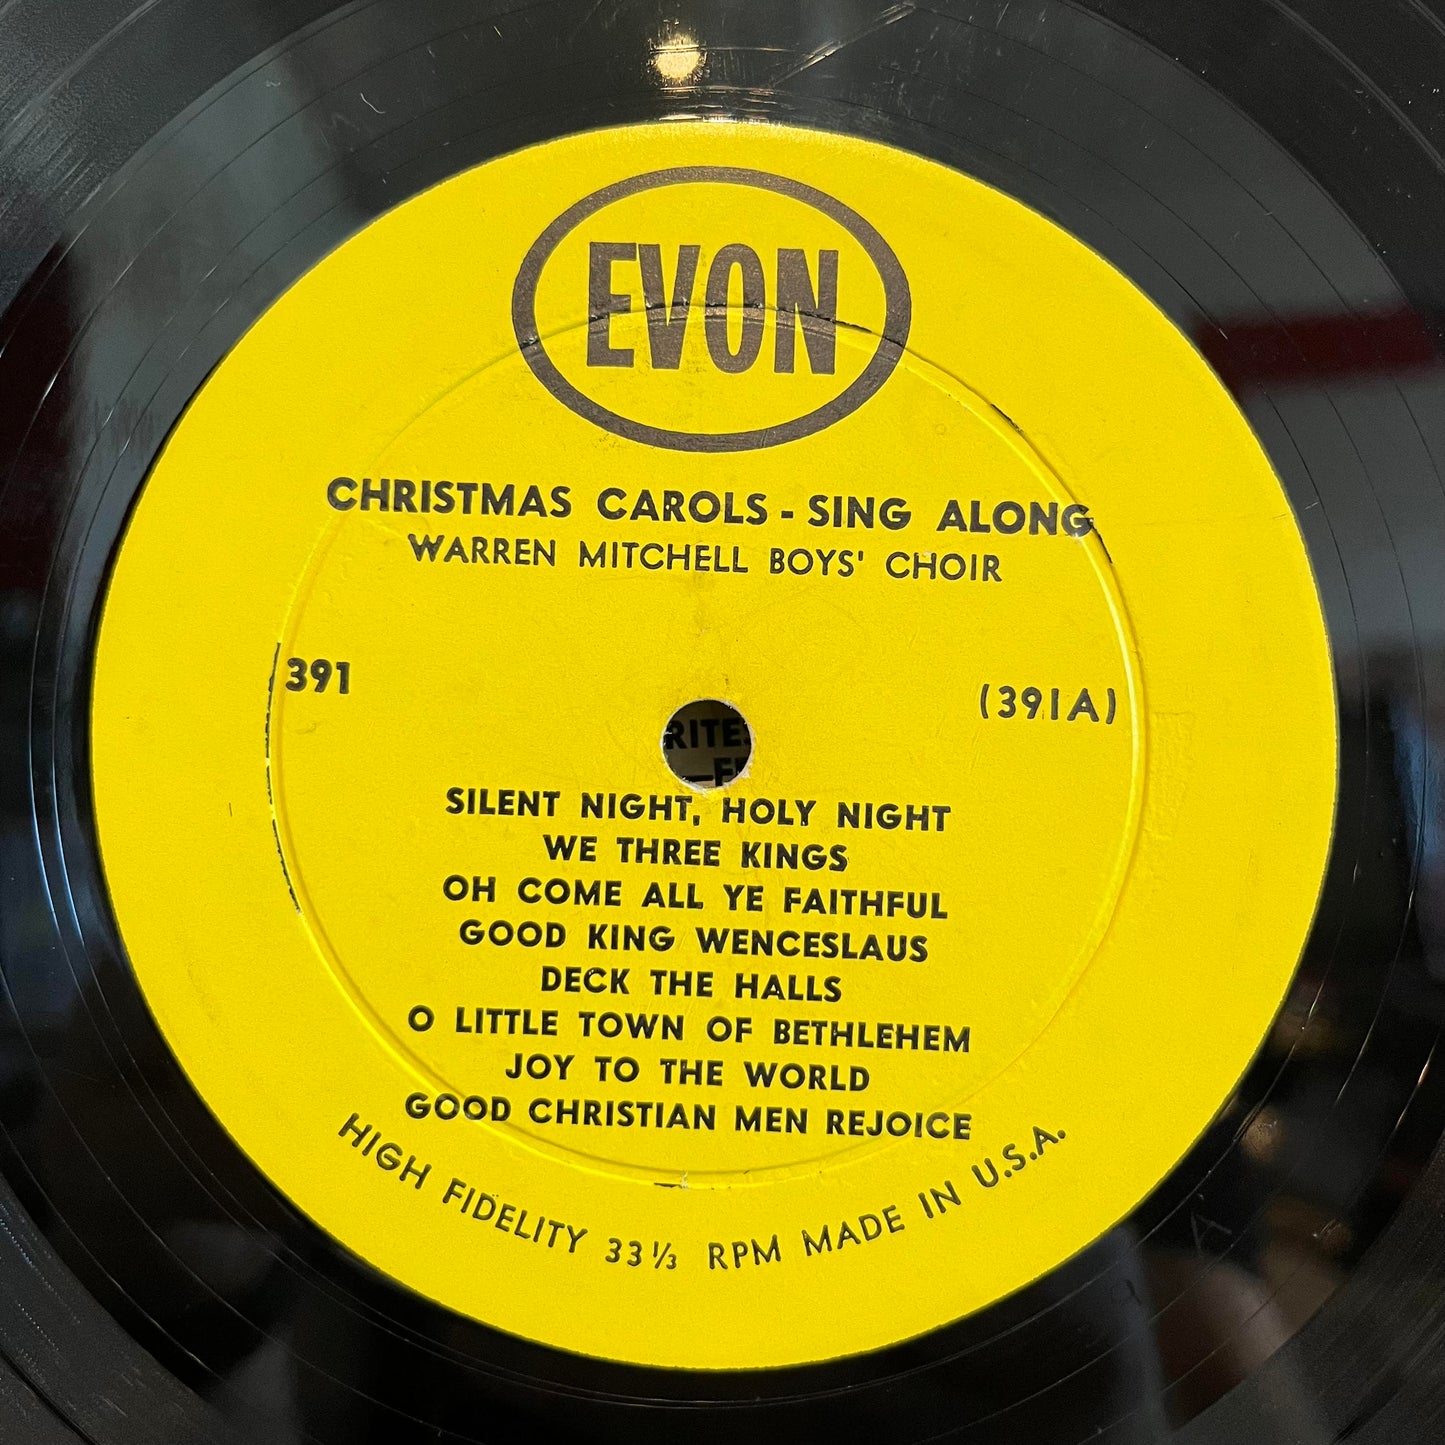 EVON
CHRISTMAS CAROLS - SING ALONG
WARREN MITCHELL BOYS' CHOIR
391
(391A)
SILENT NIGHT, HOLY NIGHT
WE THREE KINGS
OH COME ALL YE FAITHFUL
GOOD KING WENCESLAUS
DECK THE HALLS
O LITTLE TOWN OF BETHLEHEM
JOY TO THE WORLD
GOOD CHRISTIAN MEN REJOICE
HIGH FIDELITY 33⅓ RPM MADE IN U.S.A.